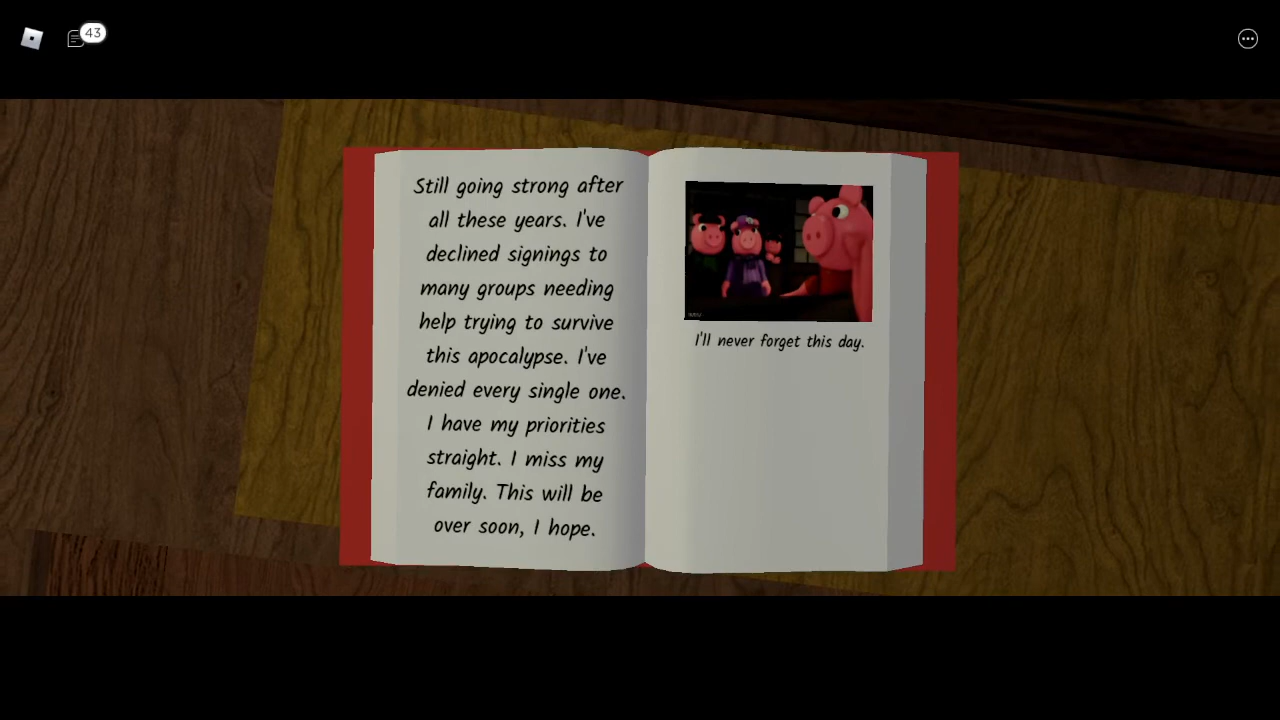 43
Still going strong after
all these years. I've
declined signings to
many groups needing
help trying to survive
this apocalypse. I've
denied every single one.
I have my priorities
straight. I miss my
family. This will be
over soon, I hope.
I'll never forget this day.